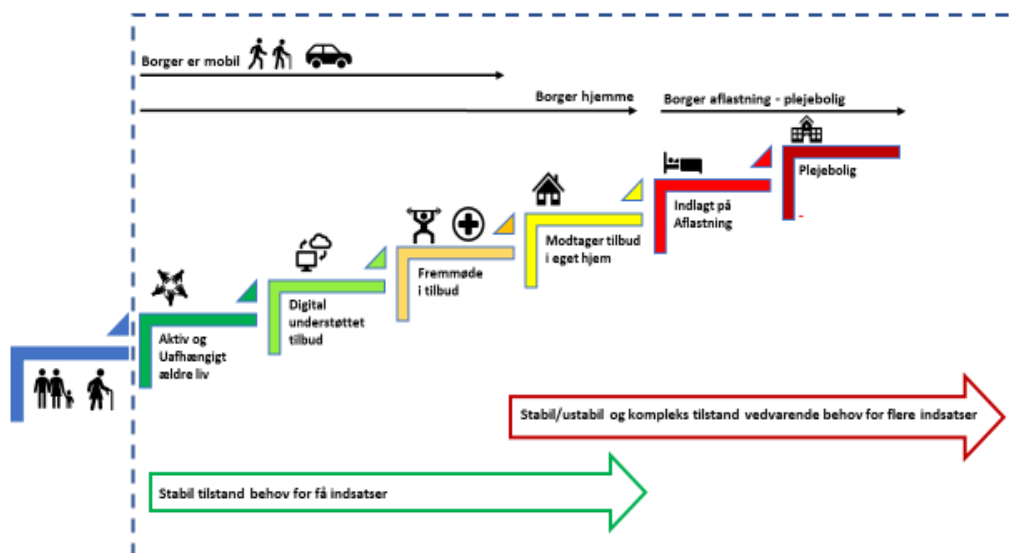 Borger er mobil
Borger hjemme
Borger aflastning - plejebolig
Plejebolig
-
Indlagt på
Aflastning
Modtager tilbud
i eget hjem
Fremmøde
i tilbud
Digital
understøttet
tilbud
Aktiv og
Uafhængigt
ældre liv
Stabil/ustabil og kompleks tilstand vedvarende behov for flere indsatser
Stabil tilstand behov for få indsatser